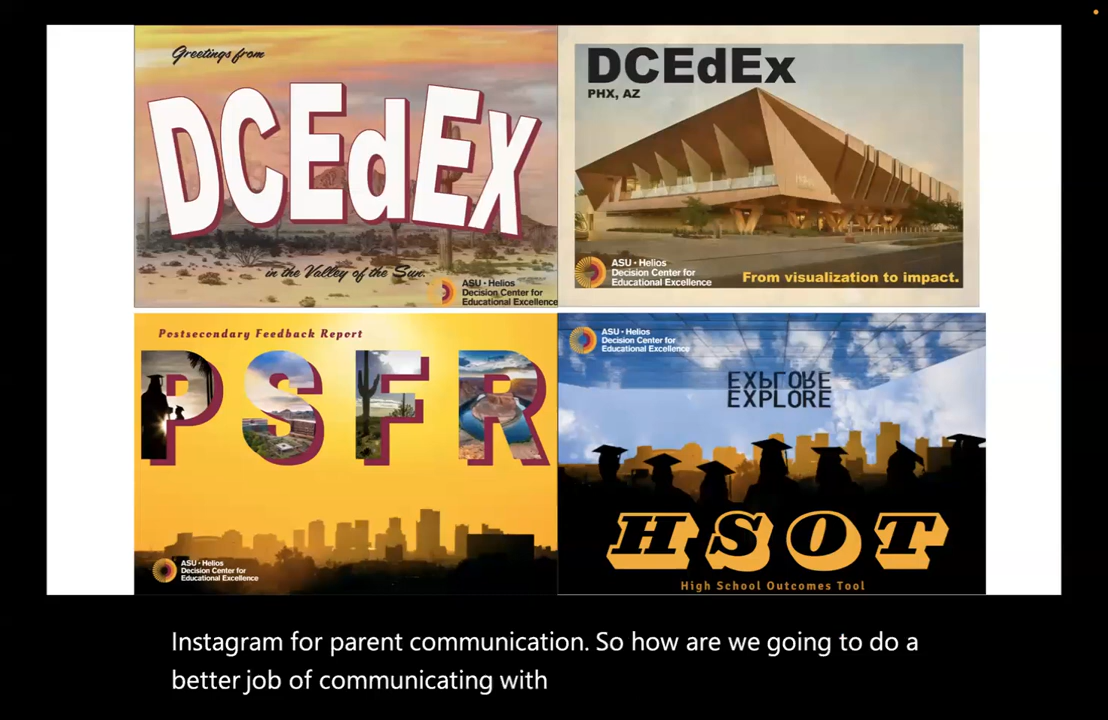 Greetings from
DCEdEx
in the Valley of the Sun.
ASU • Helios
Decision Center for
Educational Excellence
DCEdEx
PHX, AZ
ASU • Helios
Decision Center for
Educational Excellence
From visualization to impact.
Postsecondary Feedback Report
PSFR
ASU • Helios
Decision Center for
Educational Excellence
ASU • Helios
Decision Center for
Educational Excellence
EXPLORE
EXPLORE
HSOT
High School Outcomes Tool
Instagram for parent communication. So how are we going to do a
better job of communicating with